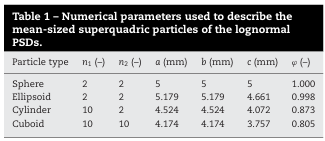 Table 1 – Numerical parameters used to describe the
mean-sized superquadric particles of the lognormal
PSDs.
Particle type n₁ (–) n₂ (–) a (mm) b (mm) c (mm) φ (–)
Sphere 2 2 5 5 5 1.000
Ellipsoid 2 2 5.179 5.179 4.661 0.998
Cylinder 10 2 4.524 4.524 4.072 0.873
Cuboid 10 10 4.174 4.174 3.757 0.805